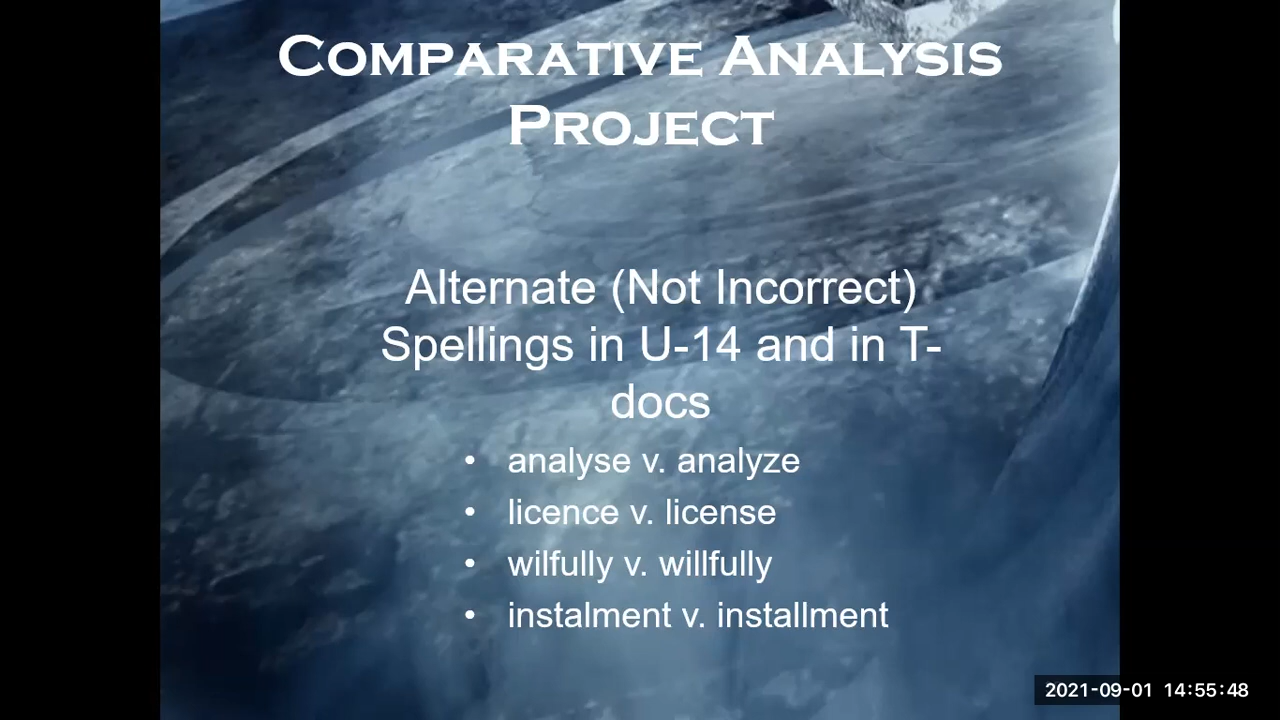 COMPARATIVE ANALYSIS
PROJECT
Alternate (Not Incorrect)
Spellings in U-14 and in T-
docs
• analyse v. analyze
• licence v. license
• wilfully v. willfully
• instalment v. installment
2021-09-01 14:55:48